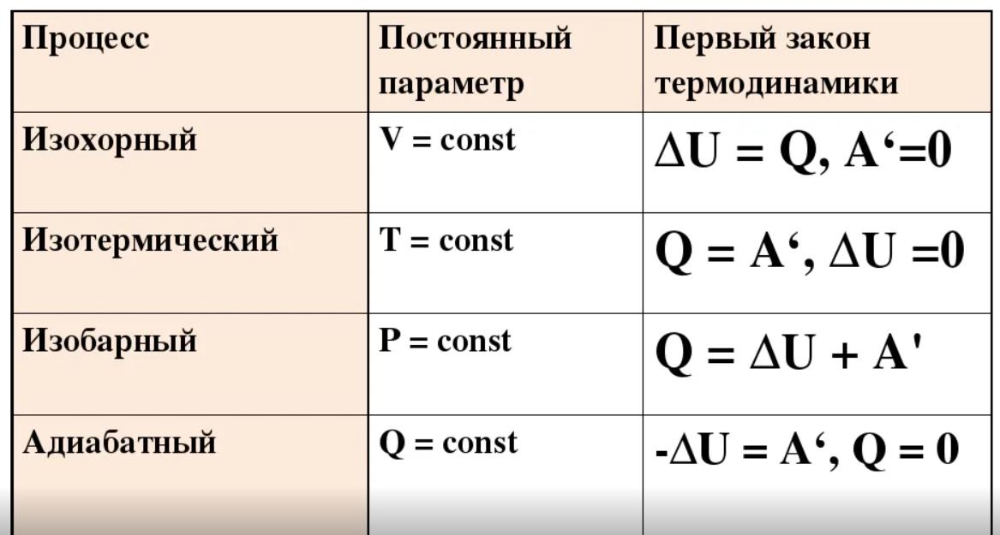 Процесс
Постоянный
параметр
Первый закон
термодинамики
Изохорный
V = const
ΔU = Q, A‘=0
Изотермический
T = const
Q = A‘, ΔU =0
Изобарный
P = const
Q = ΔU + A'
Адиабатный
Q = const
-ΔU = A‘, Q = 0